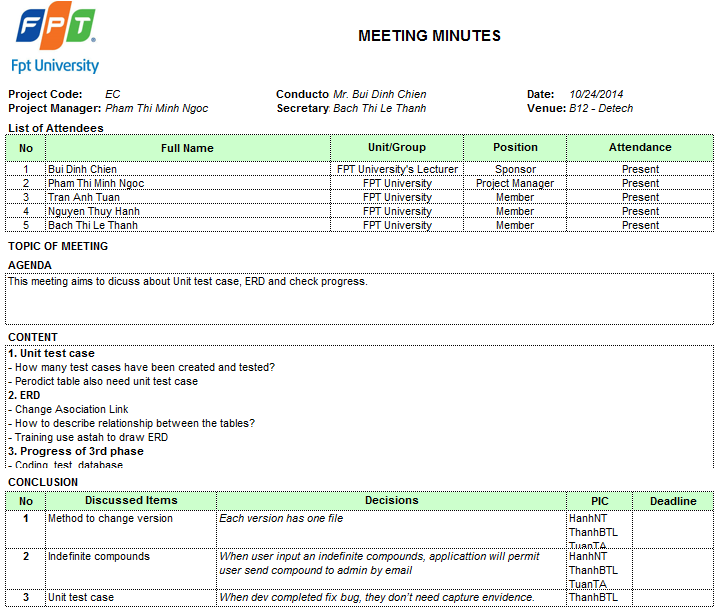 FPT.
Fpt University
MEETING MINUTES
Project Code: EC Conducto Mr. Bui Dinh Chien Date: 10/24/2014
Project Manager: Pham Thi Minh Ngoc Secretary Bach Thi Le Thanh Venue: B12 - Detech
List of Attendees
No Full Name Unit/Group Position Attendance
1 Bui Dinh Chien FPT University's Lecturer Sponsor Present
2 Pham Thi Minh Ngoc FPT University Project Manager Present
3 Tran Anh Tuan FPT University Member Present
4 Nguyen Thuy Hanh FPT University Member Present
5 Bach Thi Le Thanh FPT University Member Present
TOPIC OF MEETING
AGENDA
This meeting aims to dicuss about Unit test case, ERD and check progress.
CONTENT
1. Unit test case
- How many test cases have been created and tested?
- Perodict table also need unit test case
2. ERD
- Change Asociation Link
- How to describe relationship between the tables?
- Training use astah to draw ERD
3. Progress of 3rd phase
- Coding, test, database
CONCLUSION
No Discussed Items Decisions PIC Deadline
1 Method to change version Each version has one file HanhNT
ThanhBTL
TuanTA
2 Indefinite compounds When user input an indefinite compounds, applicattion will permit HanhNT
user send compound to admin by email ThanhBTL
TuanTA
3 Unit test case When dev completed fix bug, they don't need capture envidence. ThanhBTL